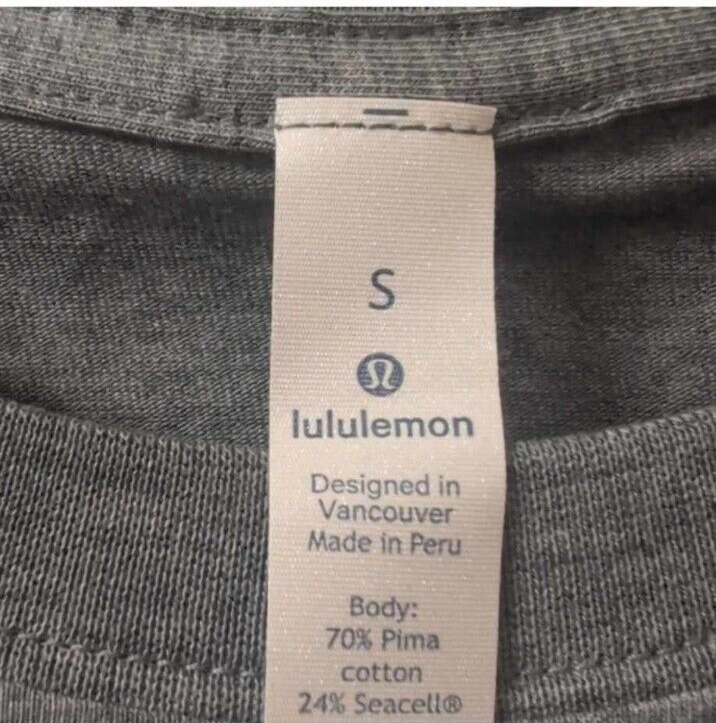 S
lululemon
Designed in
Vancouver
Made in Peru
Body:
70% Pima
cotton
24% Seacell®